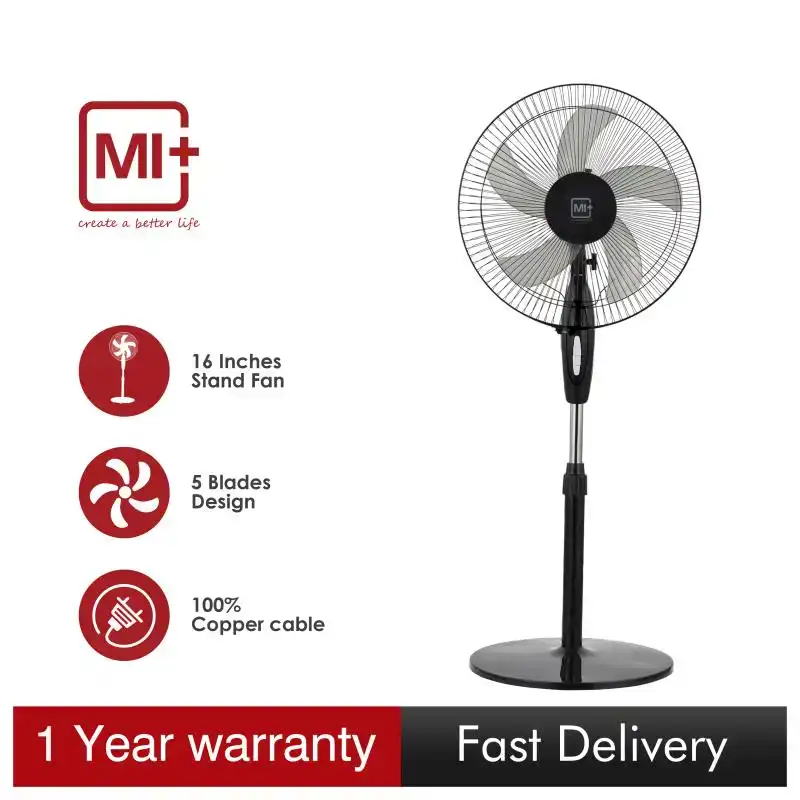 MI+
create a better life
MI+
16 Inches
Stand Fan
5 Blades
Design
100%
Copper cable
1 Year warranty
Fast Delivery